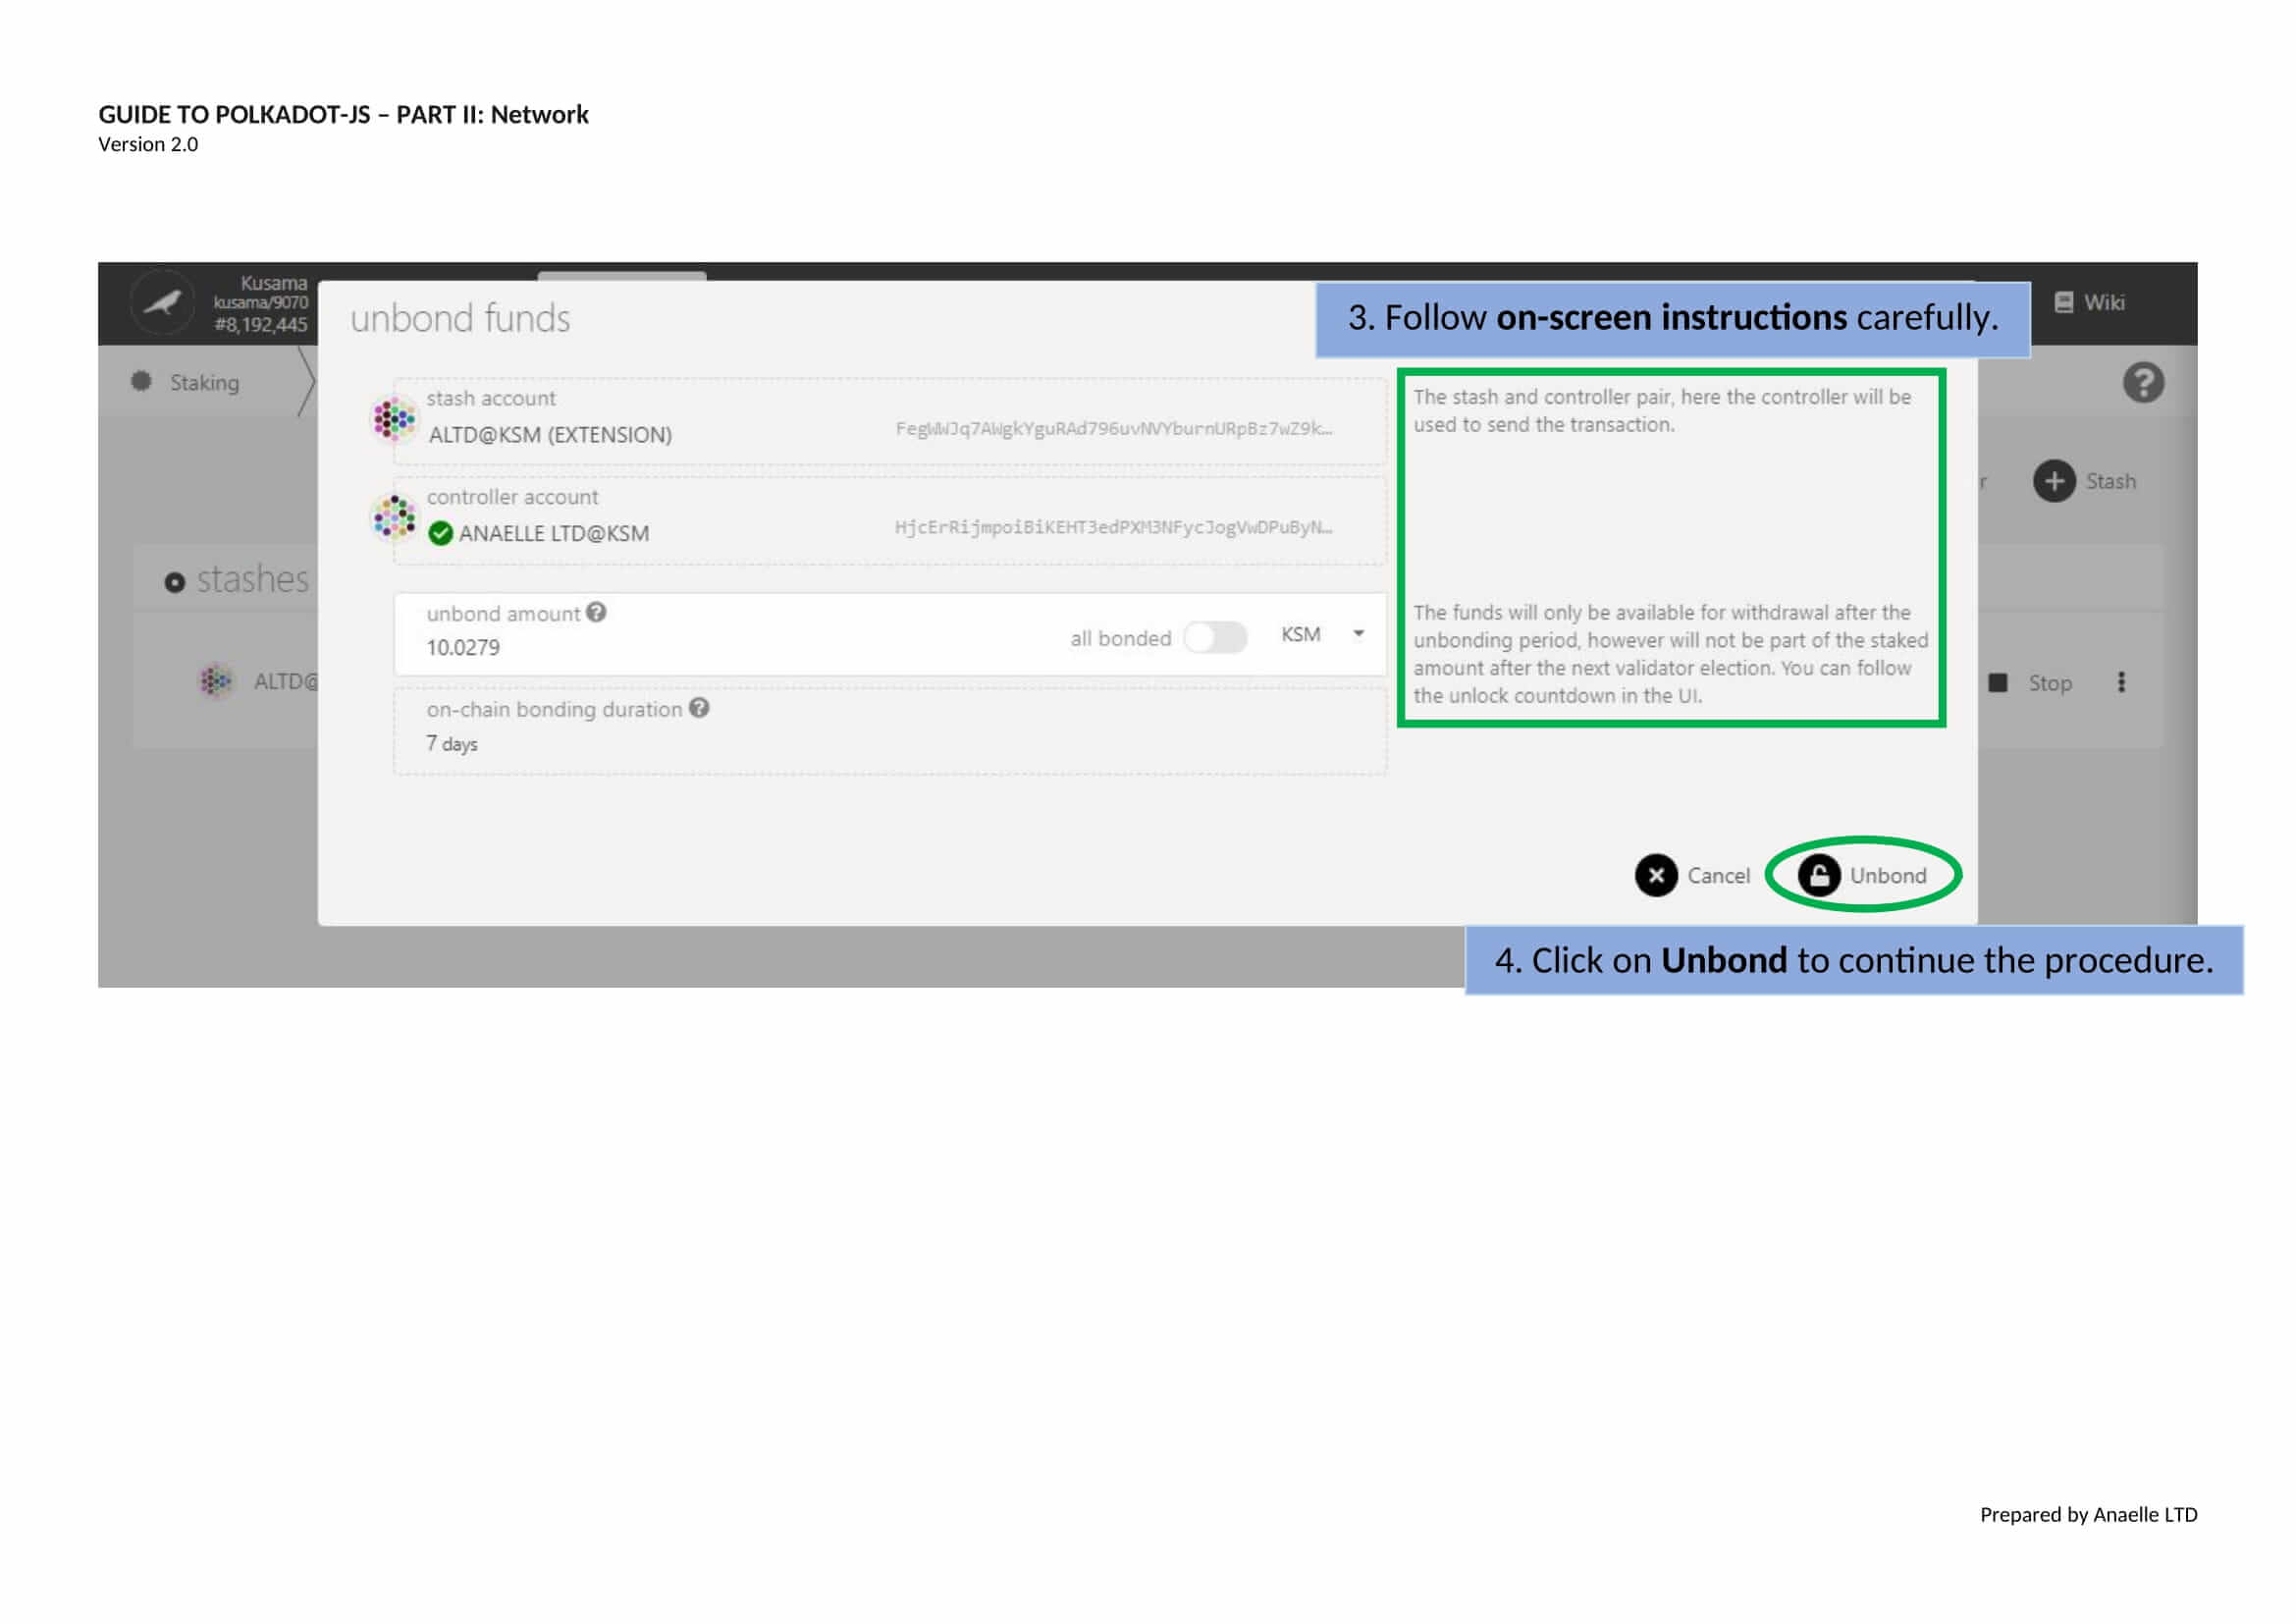 GUIDE TO POLKADOT-JS – PART II: Network
Version 2.0
Kusama
kusama/9070
#8,192,445
unbond funds
3. Follow on-screen instructions carefully.
Wiki
Staking
stash account
ALTD@KSM (EXTENSION)
FegWWJq7AWgkYguRAd796uvNVYburnURpBz7wZ9k…
The stash and controller pair, here the controller will be
used to send the transaction.
controller account
ANAELLE LTD@KSM
HjcErRijmpoiBiKEHT3edPXM3NFycJogVwDPuByN…
r
Stash
stashes
unbond amount
10.0279
all bonded
KSM
The funds will only be available for withdrawal after the
unbonding period, however will not be part of the staked
amount after the next validator election. You can follow
the unlock countdown in the UI.
ALTD@
Stop
on-chain bonding duration
7 days
Cancel
Unbond
4. Click on Unbond to continue the procedure.
Prepared by Anaelle LTD